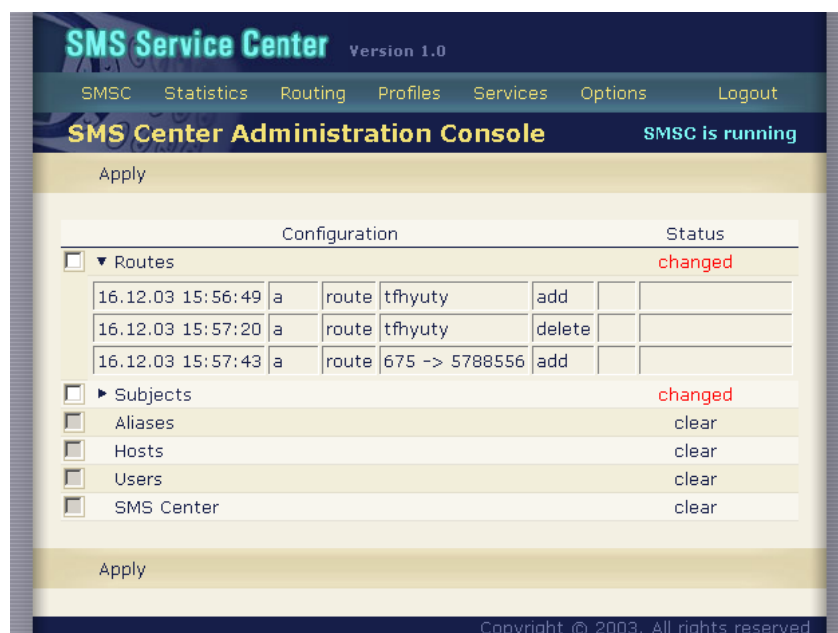 SMS Service Center Version 1.0
SMSC Statistics Routing Profiles Services Options Logout
SMS Center Administration Console SMSC is running
Apply
Configuration Status
Routes changed
16.12.03 15:56:49 a route tfhyuty add
16.12.03 15:57:20 a route tfhyuty delete
16.12.03 15:57:43 a route 675 -> 5788556 add
Subjects changed
Aliases clear
Hosts clear
Users clear
SMS Center clear
Apply
Copyright © 2003. All rights reserved